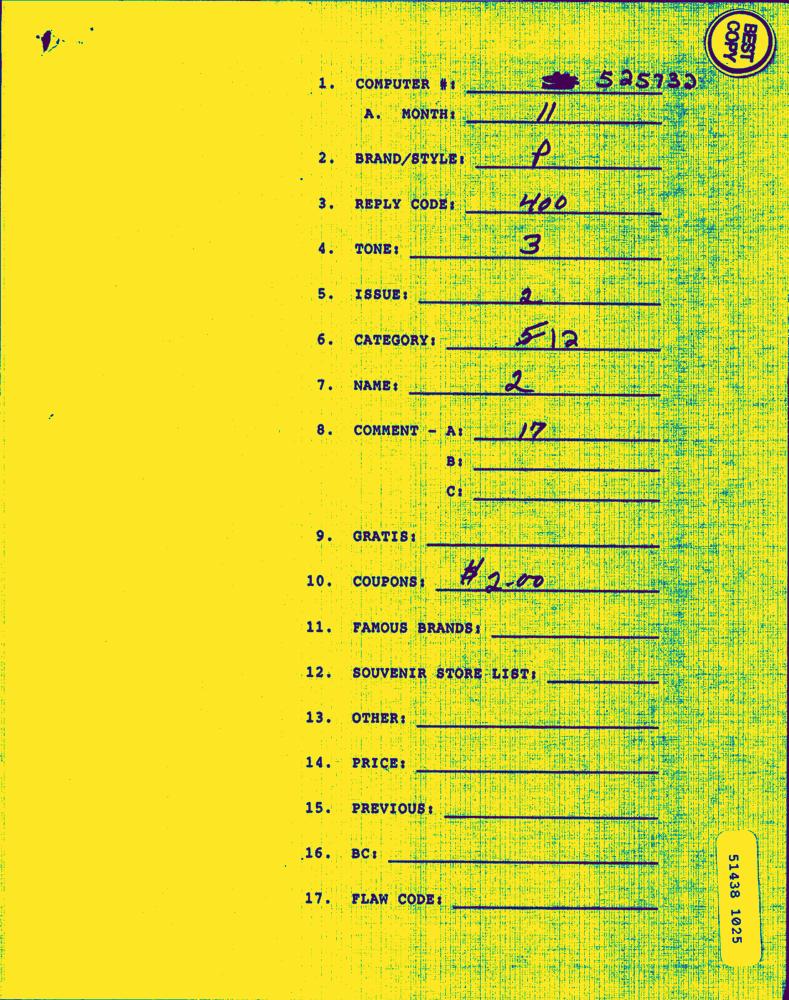 BEST
COPY
1. COMPUTER #: 525732
A. MONTH: 11
2. BRAND/STYLE: P
3. REPLY CODE: 400
4. TONE: 3
5. ISSUE: 2
6. CATEGORY: 512
7. NAME: 2
8. COMMENT - A: 17
B:
C:
9. GRATIS:
10. COUPONS: $ 2.00
11. FAMOUS BRANDS:
12. SOUVENIR STORE LIST:
13. OTHER:
14. PRICE:
15. PREVIOUS:
16. BC:
17. FLAW CODE:
51438 1025